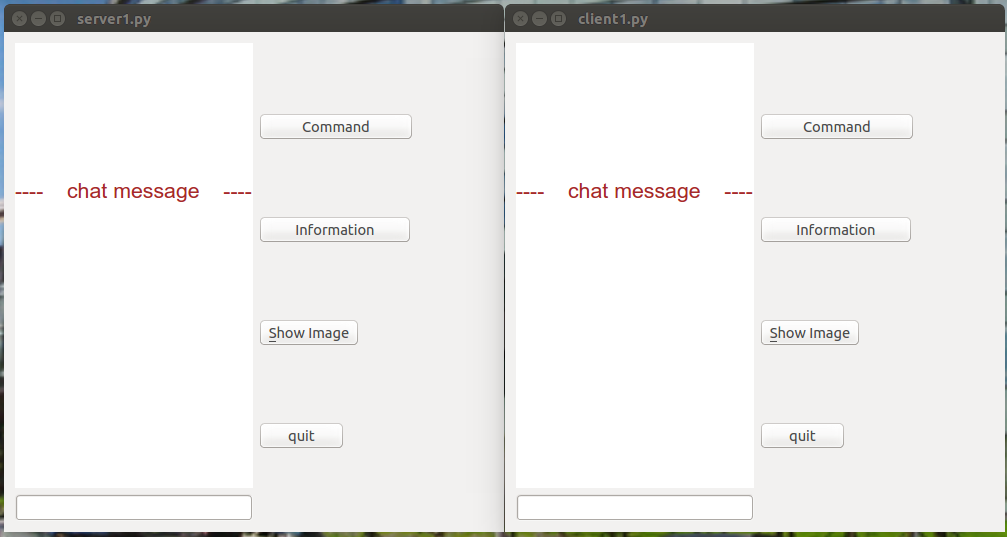 server1.py
Command
---- chat message ----
Information
Show Image
quit
client1.py
Command
---- chat message ----
Information
Show Image
quit